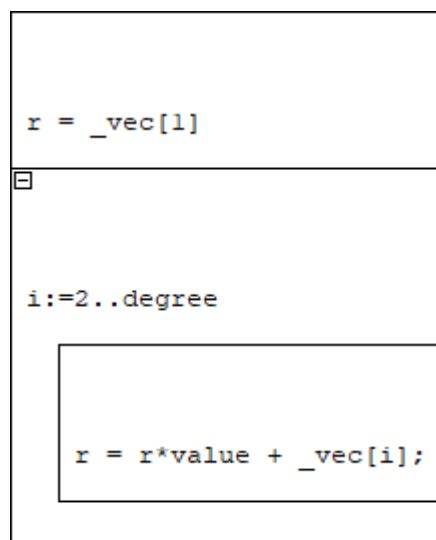 r = _vec[1]
i:=2..degree
r = r*value + _vec[i];